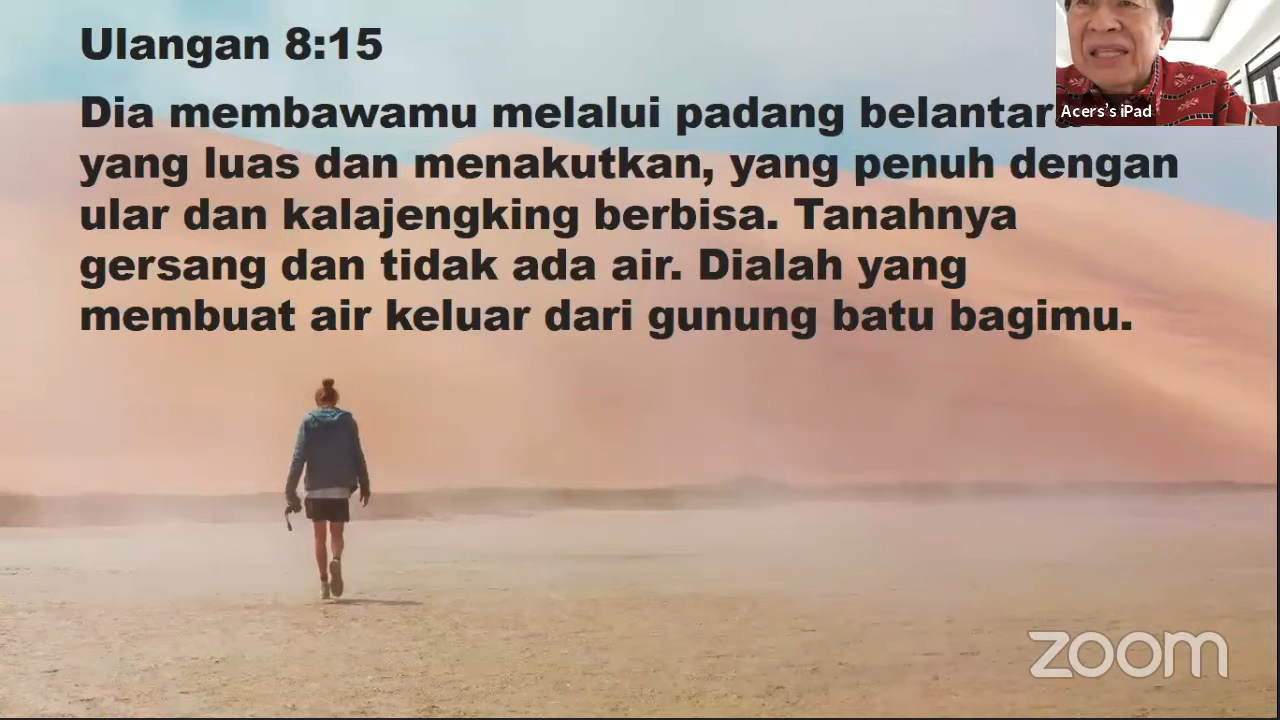 Ulangan 8:15
Dia membawamu melalui padang belantar
yang luas dan menakutkan, yang penuh dengan
ular dan kalajengking berbisa. Tanahnya
gersang dan tidak ada air. Dialah yang
membuat air keluar dari gunung batu bagimu.
Acers's iPad
zoom